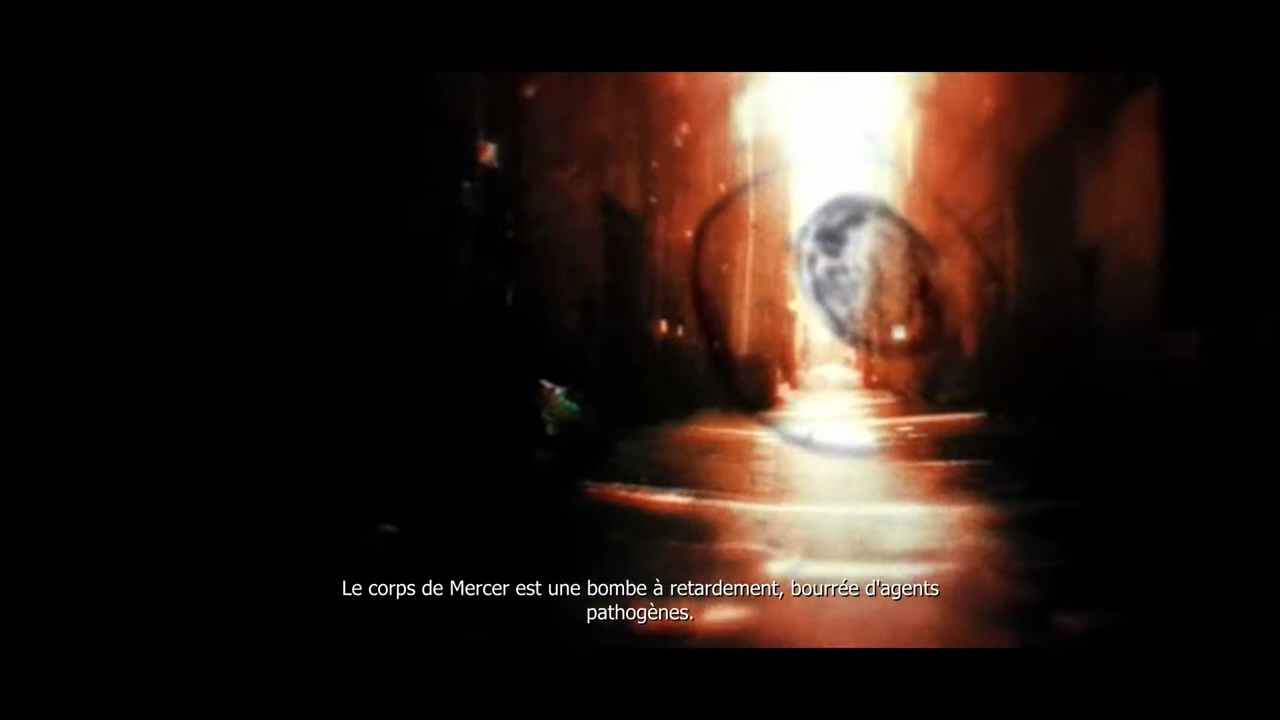 Le corps de Mercer est une bombe à retardement, bourrée d'agents
pathogènes.